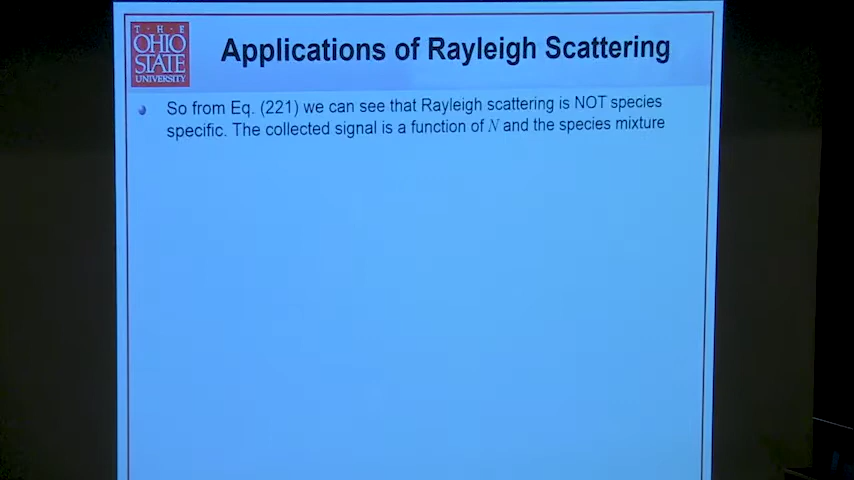 T · H · E
OHIO
STATE
UNIVERSITY
Applications of Rayleigh Scattering
So from Eq. (221) we can see that Rayleigh scattering is NOT species
specific. The collected signal is a function of N and the species mixture